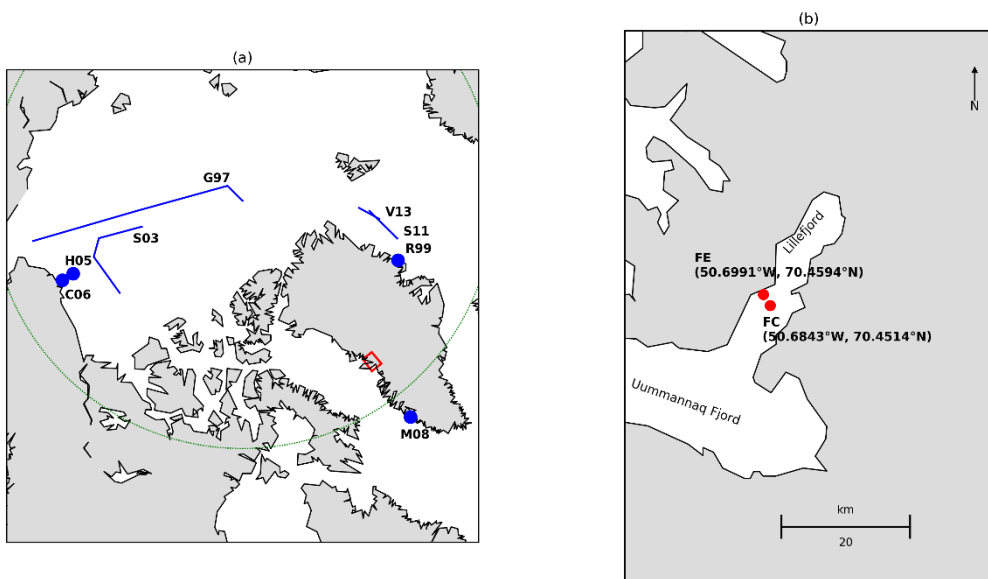 (a)
G97
S03
V13
S11
R99
H05
C06
M08
(b)
N
Lillefjord
FE
(50.6991°W, 70.4594°N)
FC
(50.6843°W, 70.4514°N)
Uummannaq Fjord
km
20